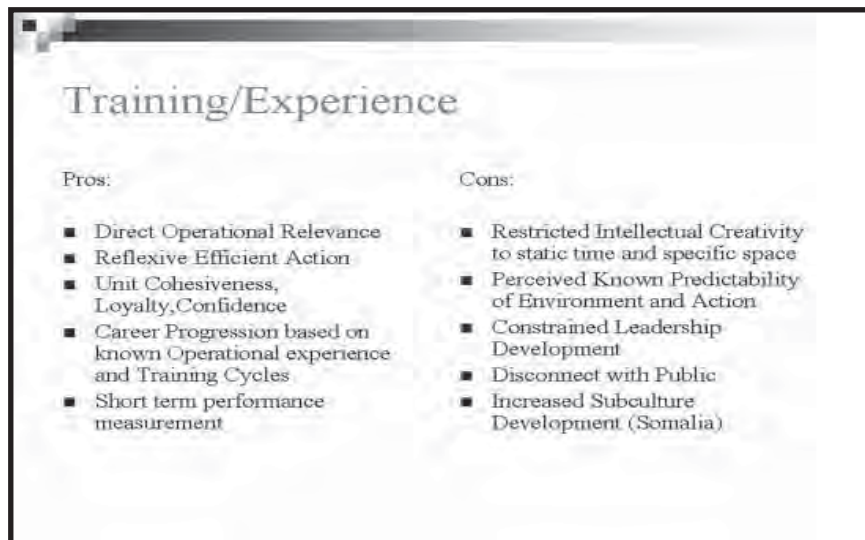 Training/Experience
Pros:
■ Direct Operational Relevance
■ Reflexive Efficient Action
■ Unit Cohesiveness,
Loyalty,Confidence
■ Career Progression based on
known Operational experience
and Training Cycles
■ Short term performance
measurement
Cons:
■ Restricted Intellectual Creativity
to static time and specific space
■ Perceived Known Predictability
of Environment and Action
■ Constrained Leadership
Development
■ Disconnect with Public
■ Increased Subculture
Development (Somalia)